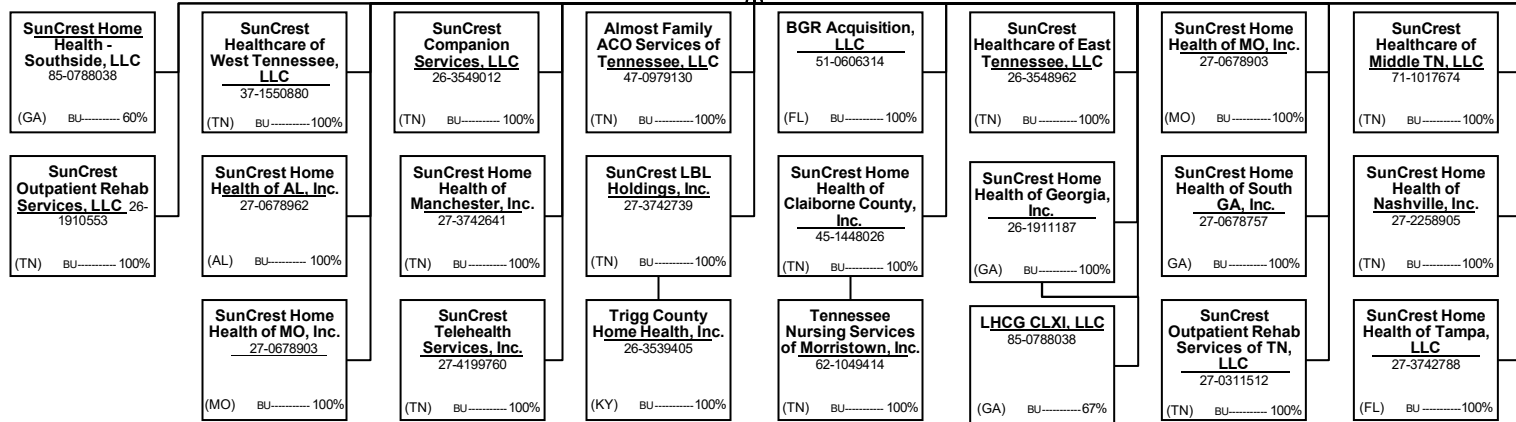 SunCrest Home
Health -
Southside, LLC
85-0788038
(GA) BU----------- 60%
SunCrest
Healthcare of
West Tennessee,
LLC
37-1550880
(TN) BU-----------100%
SunCrest
Companion
Services, LLC
26-3549012
(TN) BU----------- 100%
Almost Family
ACO Services of
Tennessee, LLC
47-0979130
(TN) BU-----------100%
BGR Acquisition,
LLC
51-0606314
(FL) BU----------- 100%
SunCrest
Healthcare of East
Tennessee, LLC
26-3548962
(TN) BU-----------100%
SunCrest Home
Health of MO, Inc.
27-0678903
(MO) BU-----------100%
SunCrest
Healthcare of
Middle TN, LLC
71-1017674
(TN) BU-----------100%
SunCrest
Outpatient Rehab
Services, LLC 26-
1910553
(TN) BU----------- 100%
SunCrest Home
Health of AL, Inc.
27-0678962
(AL) BU----------- 100%
SunCrest Home
Health of
Manchester, Inc.
27-3742641
(TN) BU----------- 100%
SunCrest LBL
Holdings, Inc.
27-3742739
(TN) BU-----------100%
SunCrest Home
Health of
Claiborne County,
Inc.
45-1448026
(TN) BU----------- 100%
SunCrest Home
Health of Georgia,
Inc.
26-1911187
(GA) BU-----------100%
SunCrest Home
Health of South
GA, Inc.
27-0678757
GA) BU-----------100%
SunCrest Home
Health of
Nashville, Inc.
27-2258905
(TN) BU-----------100%
SunCrest Home
Health of MO, Inc.
27-0678903
(MO) BU----------- 100%
SunCrest
Telehealth
Services, Inc.
27-4199760
(TN) BU----------- 100%
Trigg County
Home Health, Inc.
26-3539405
(KY) BU-----------100%
Tennessee
Nursing Services
of Morristown, Inc.
62-1049414
(TN) BU----------- 100%
LHCG CLXI, LLC
85-0788038
(GA) BU-----------67%
SunCrest
Outpatient Rehab
Services of TN,
LLC
27-0311512
(TN) BU-----------100%
SunCrest Home
Health of Tampa,
LLC
27-3742788
(FL) BU-----------100%